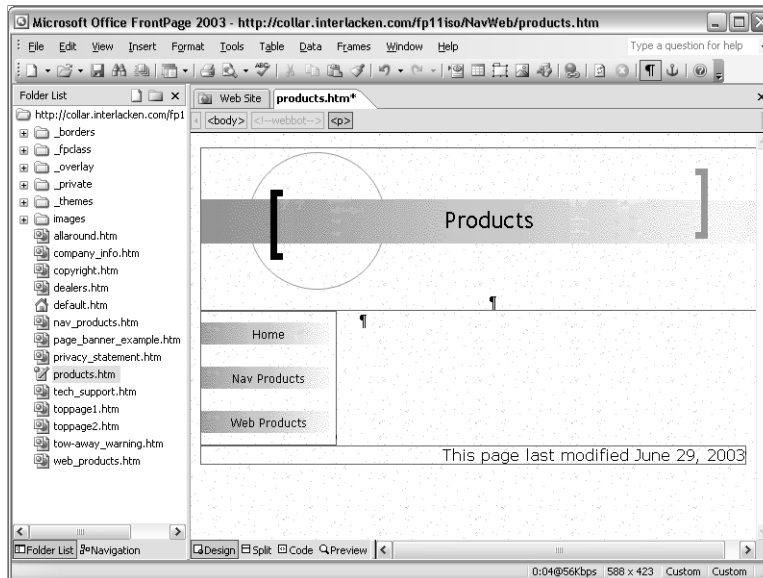 Microsoft Office FrontPage 2003 - http://collar.interlacken.com/fp11iso/NavWeb/products.htm
File Edit View Insert Format Tools Table Data Frames Window Help Type a question for help
Folder List
Web Site products.htm*
http://collar.interlacken.com/fp1
<body> <!--webbot--> <p>
_borders
_fpclass
_overlay
_private
_themes
images
allaround.htm
company_info.htm
copyright.htm
dealers.htm
default.htm
nav_products.htm
page_banner_example.htm
privacy_statement.htm
products.htm
tech_support.htm
toppage1.htm
toppage2.htm
tow-away_warning.htm
web_products.htm
[ Products ]
¶
¶
Home
Nav Products
Web Products
This page last modified June 29, 2003
Folder List Navigation
Design Split Code Preview
0:04@56Kbps 588 x 423 Custom Custom